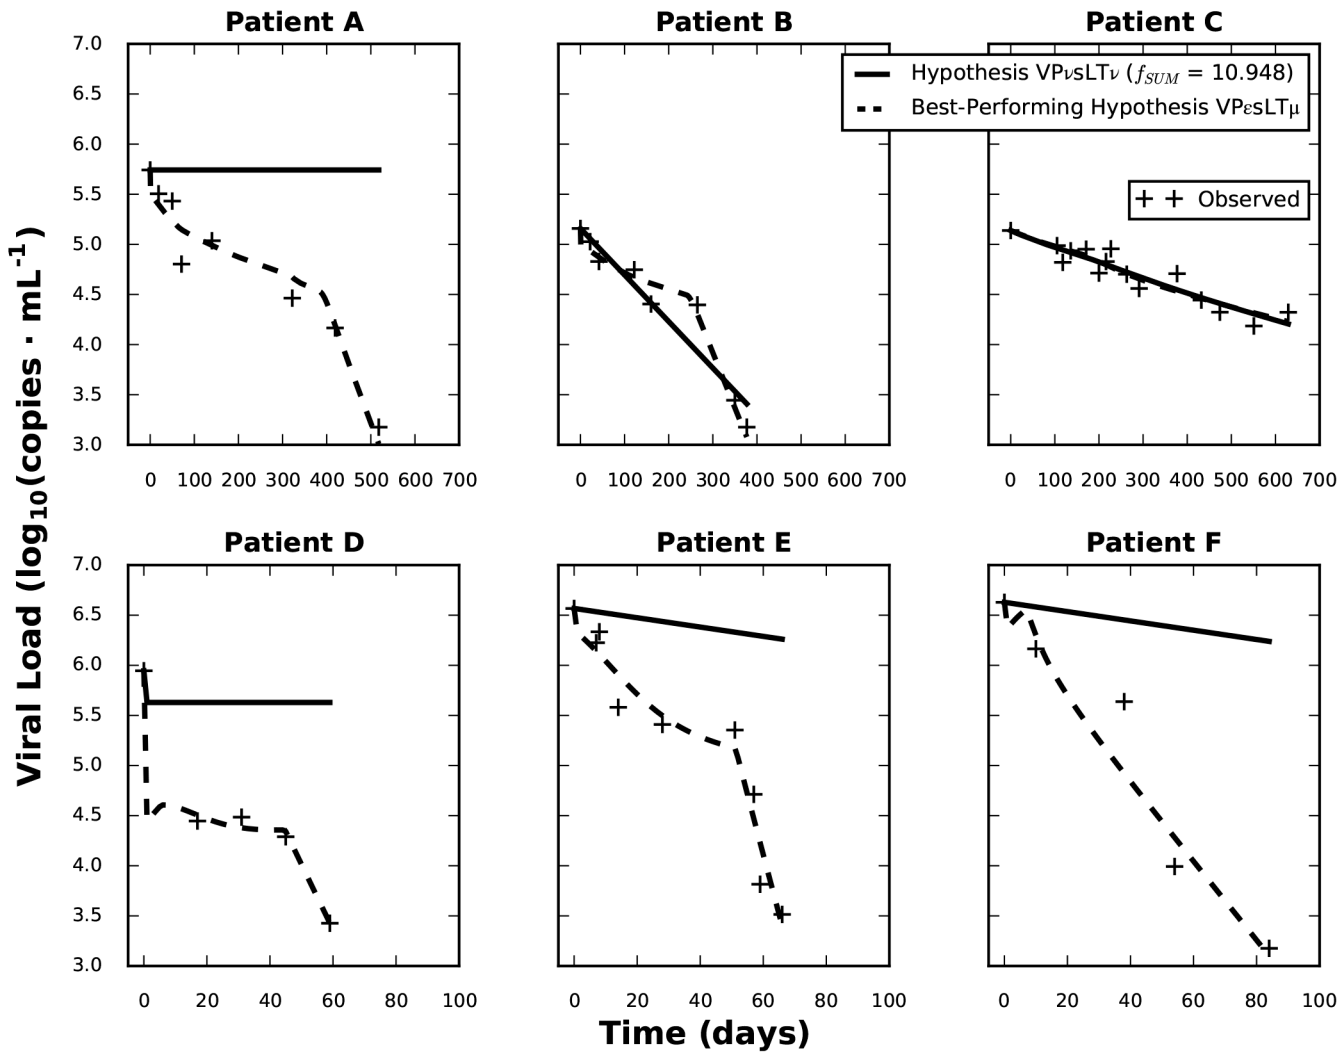 Patient A
Patient B
Patient C
7.0
6.5
6.0
5.5
5.0
4.5
4.0
3.5
3.0
Hypothesis VPνsLTν (f_SUM = 10.948)
Best-Performing Hypothesis VPεsLTμ
Observed
0 100 200 300 400 500 600 700
0 100 200 300 400 500 600 700
0 100 200 300 400 500 600 700
Viral Load (log₁₀(copies · mL⁻¹)
Patient D
Patient E
Patient F
7.0
6.5
6.0
5.5
5.0
4.5
4.0
3.5
3.0
0 20 40 60 80 100
0 20 40 60 80 100
0 20 40 60 80 100
Time (days)